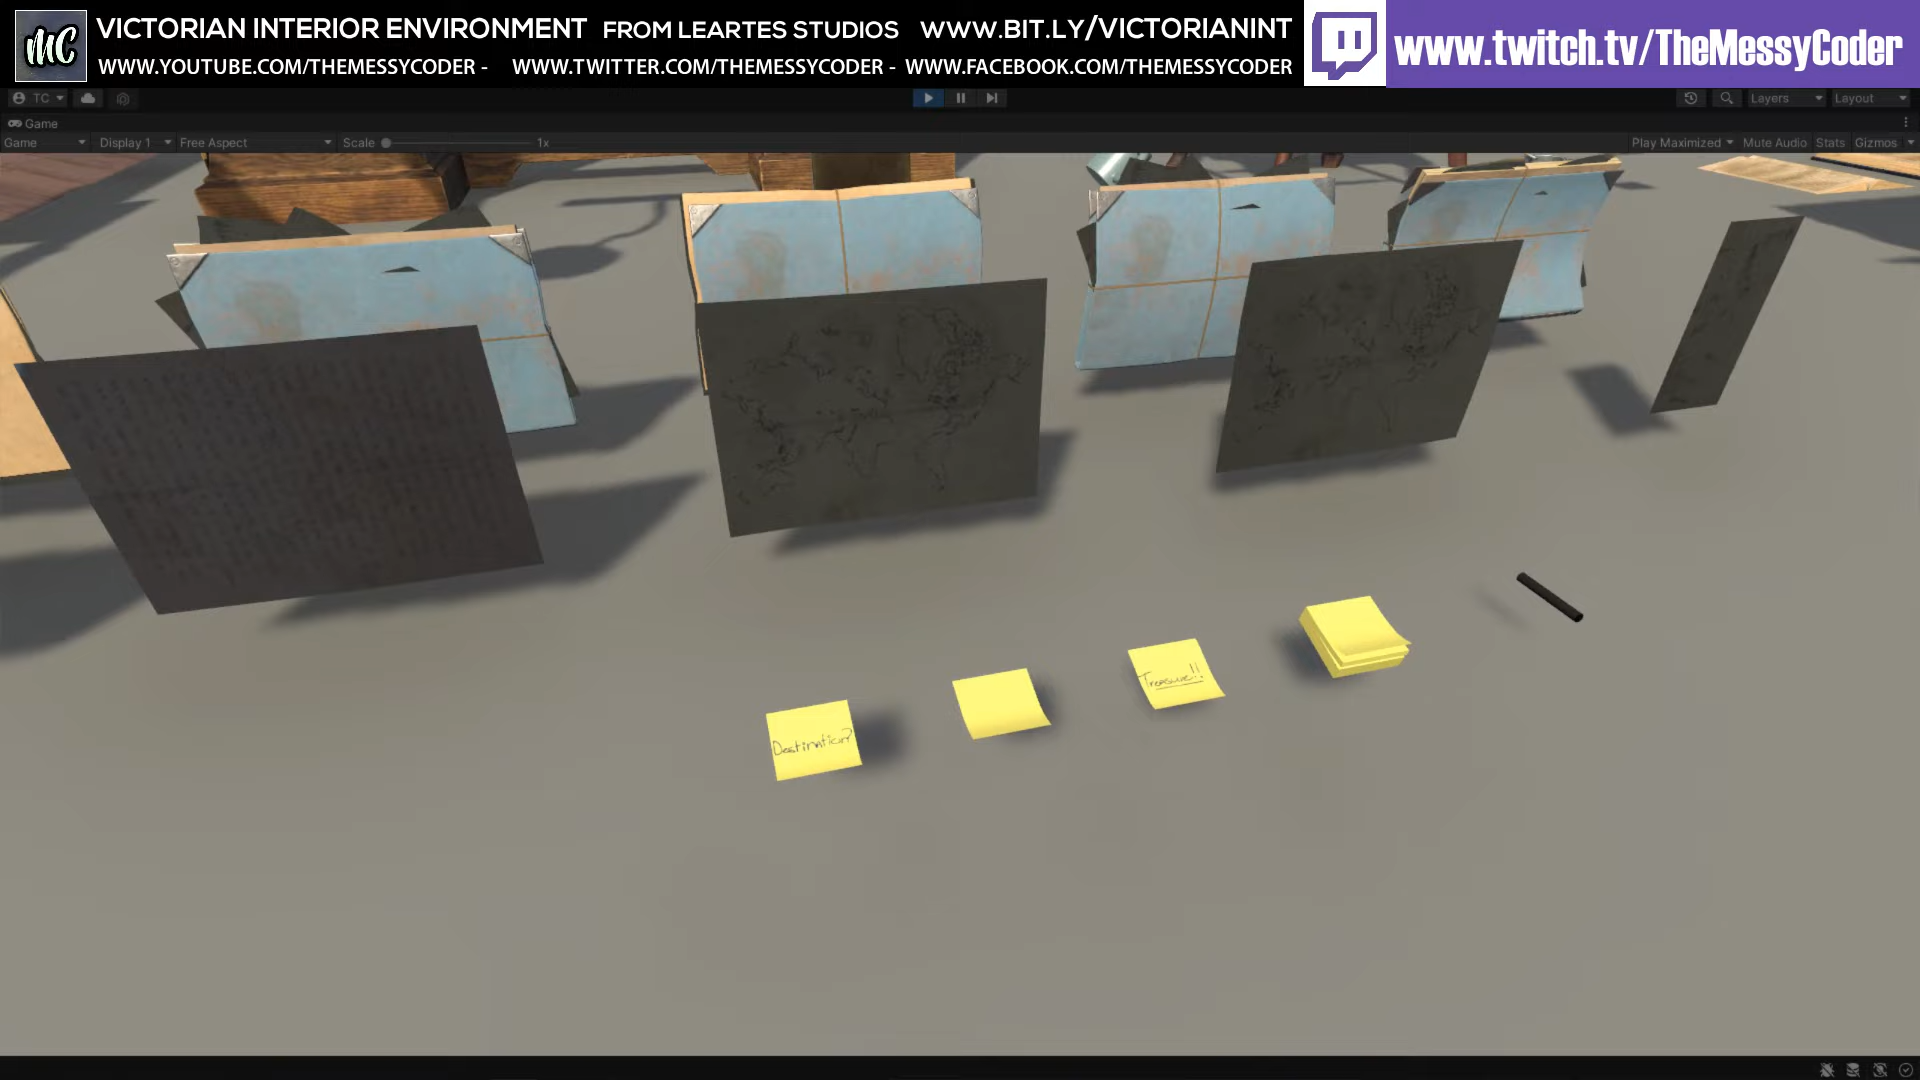 MC
VICTORIAN INTERIOR ENVIRONMENT FROM LEARTES STUDIOS WWW.BIT.LY/VICTORIANINT
WWW.YOUTUBE.COM/THEMESSYCODER - WWW.TWITTER.COM/THEMESSYCODER - WWW.FACEBOOK.COM/THEMESSYCODER
www.twitch.tv/TheMessyCoder
TC
Layers
Layout
Game
Game
Display 1
Free Aspect
Scale
1x
Play Maximized
Mute Audio
Stats
Gizmos
Treasure!!
Destination?